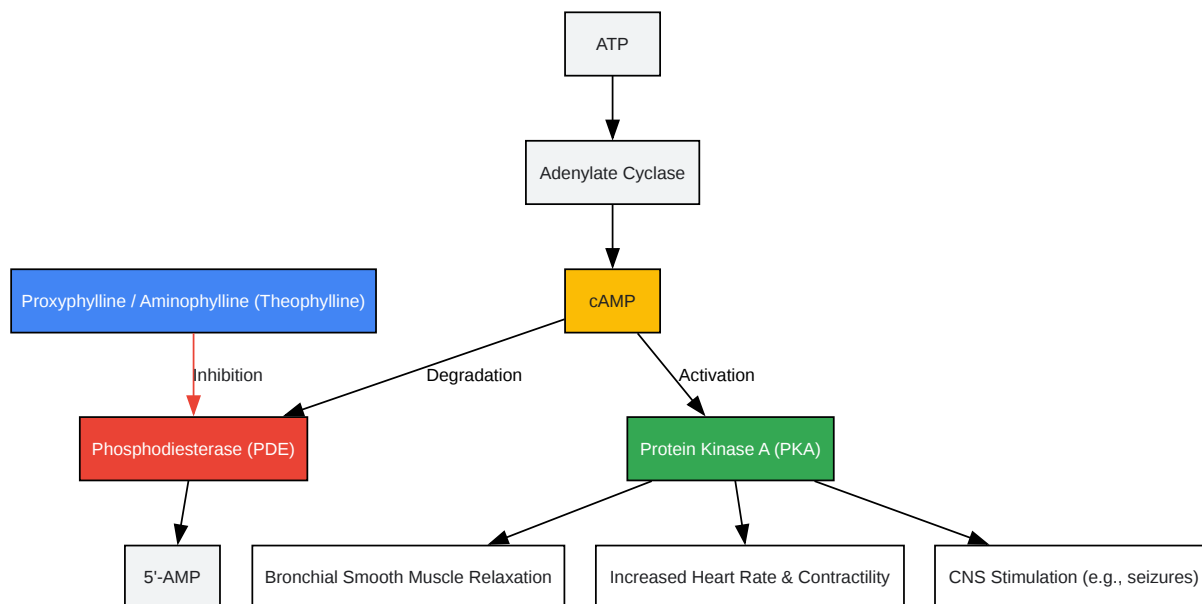 ATP
Adenylate Cyclase
Proxyphylline / Aminophylline (Theophylline)
cAMP
Inhibition
Degradation
Activation
Phosphodiesterase (PDE)
Protein Kinase A (PKA)
5'-AMP
Bronchial Smooth Muscle Relaxation
Increased Heart Rate & Contractility
CNS Stimulation (e.g., seizures)